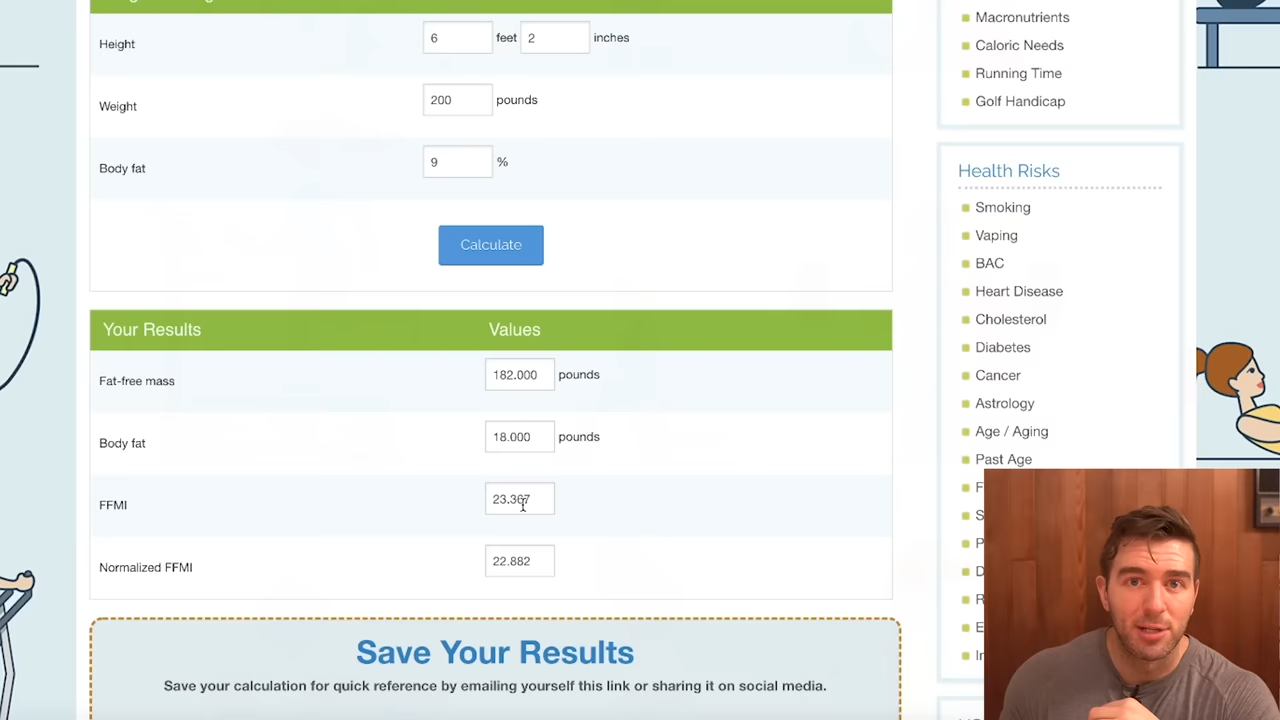 Height 6 feet 2 inches
Weight 200 pounds
Body fat 9 %
Calculate
Your Results Values
Fat-free mass 182.000 pounds
Body fat 18.000 pounds
FFMI 23.367
Normalized FFMI 22.882
Save Your Results
Save your calculation for quick reference by emailing yourself this link or sharing it on social media.
Macronutrients
Caloric Needs
Running Time
Golf Handicap
Health Risks
Smoking
Vaping
BAC
Heart Disease
Cholesterol
Diabetes
Cancer
Astrology
Age / Aging
Past Age